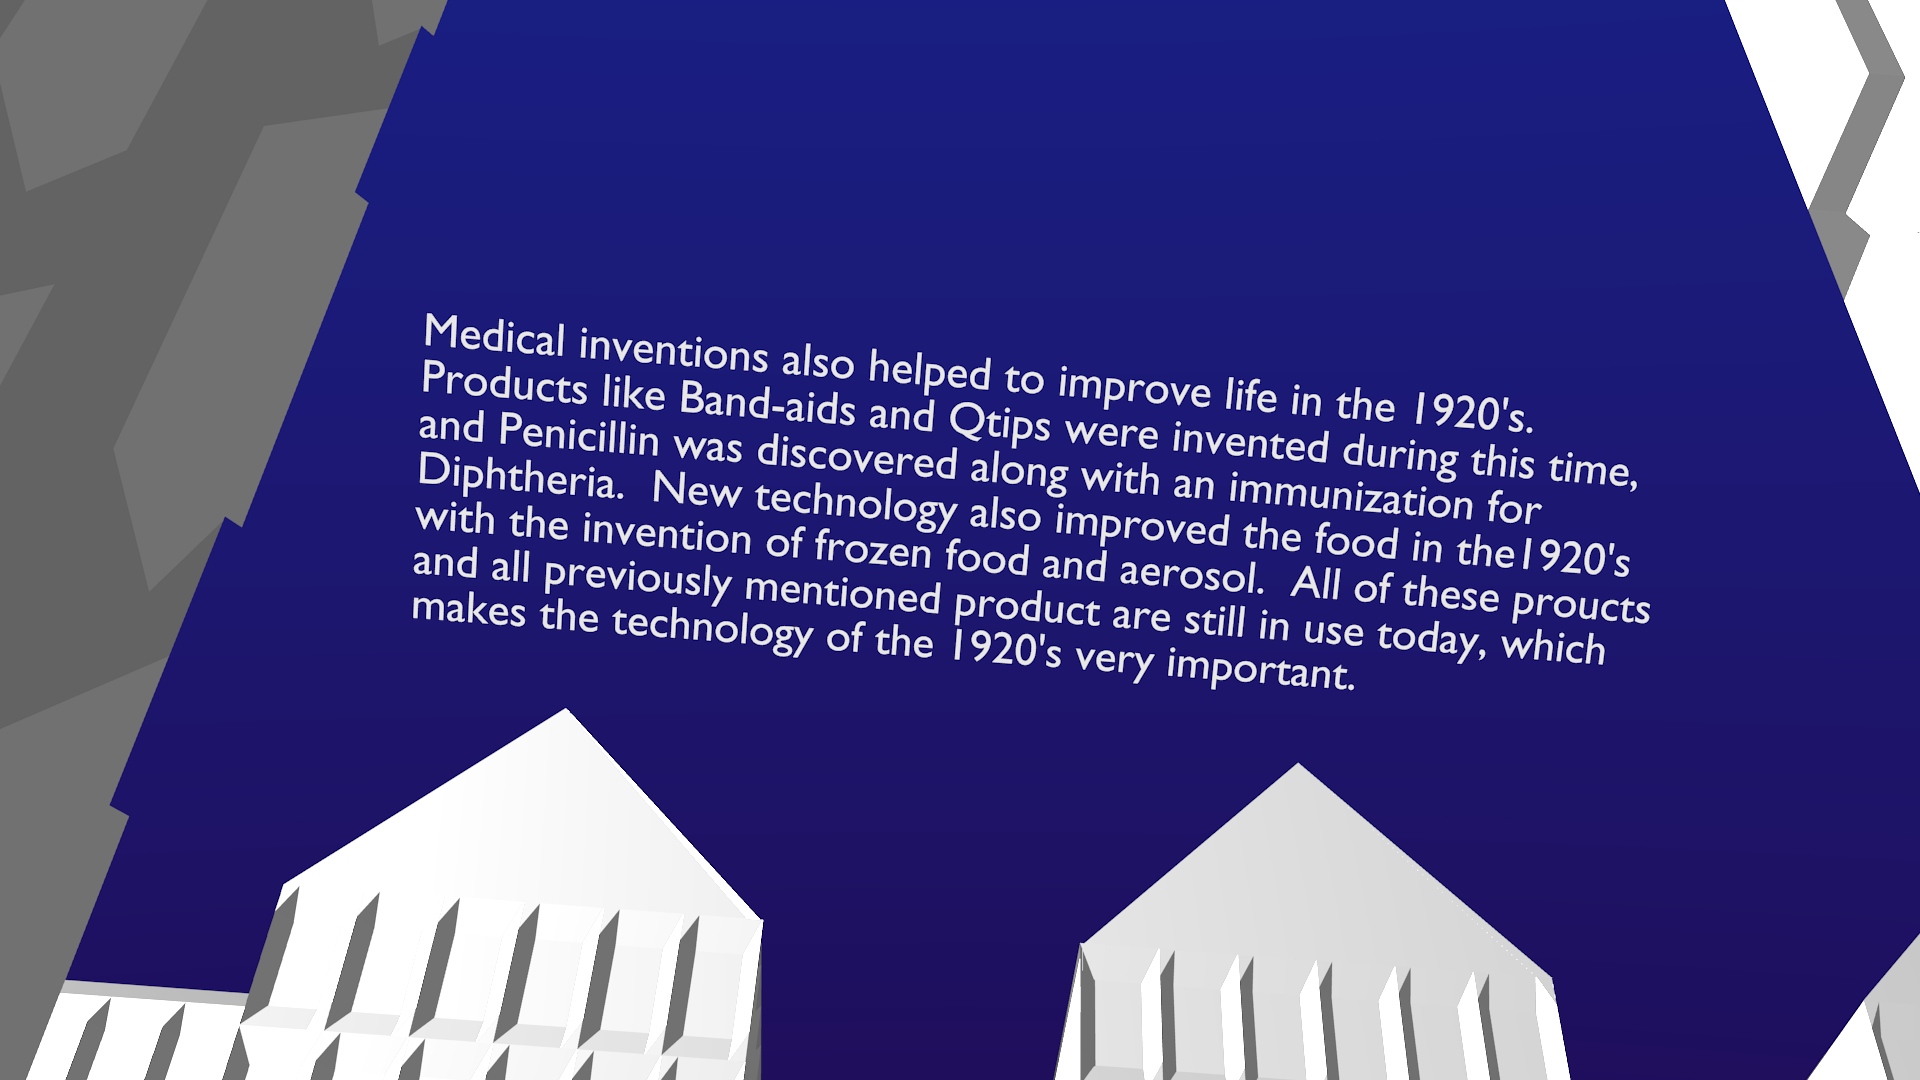 Medical inventions also helped to improve life in the 1920's.
Products like Band-aids and Qtips were invented during this time,
and Penicillin was discovered along with an immunization for
Diphtheria.  New technology also improved the food in the1920's
with the invention of frozen food and aerosol.  All of these proucts
and all previously mentioned product are still in use today, which
makes the technology of the 1920's very important.